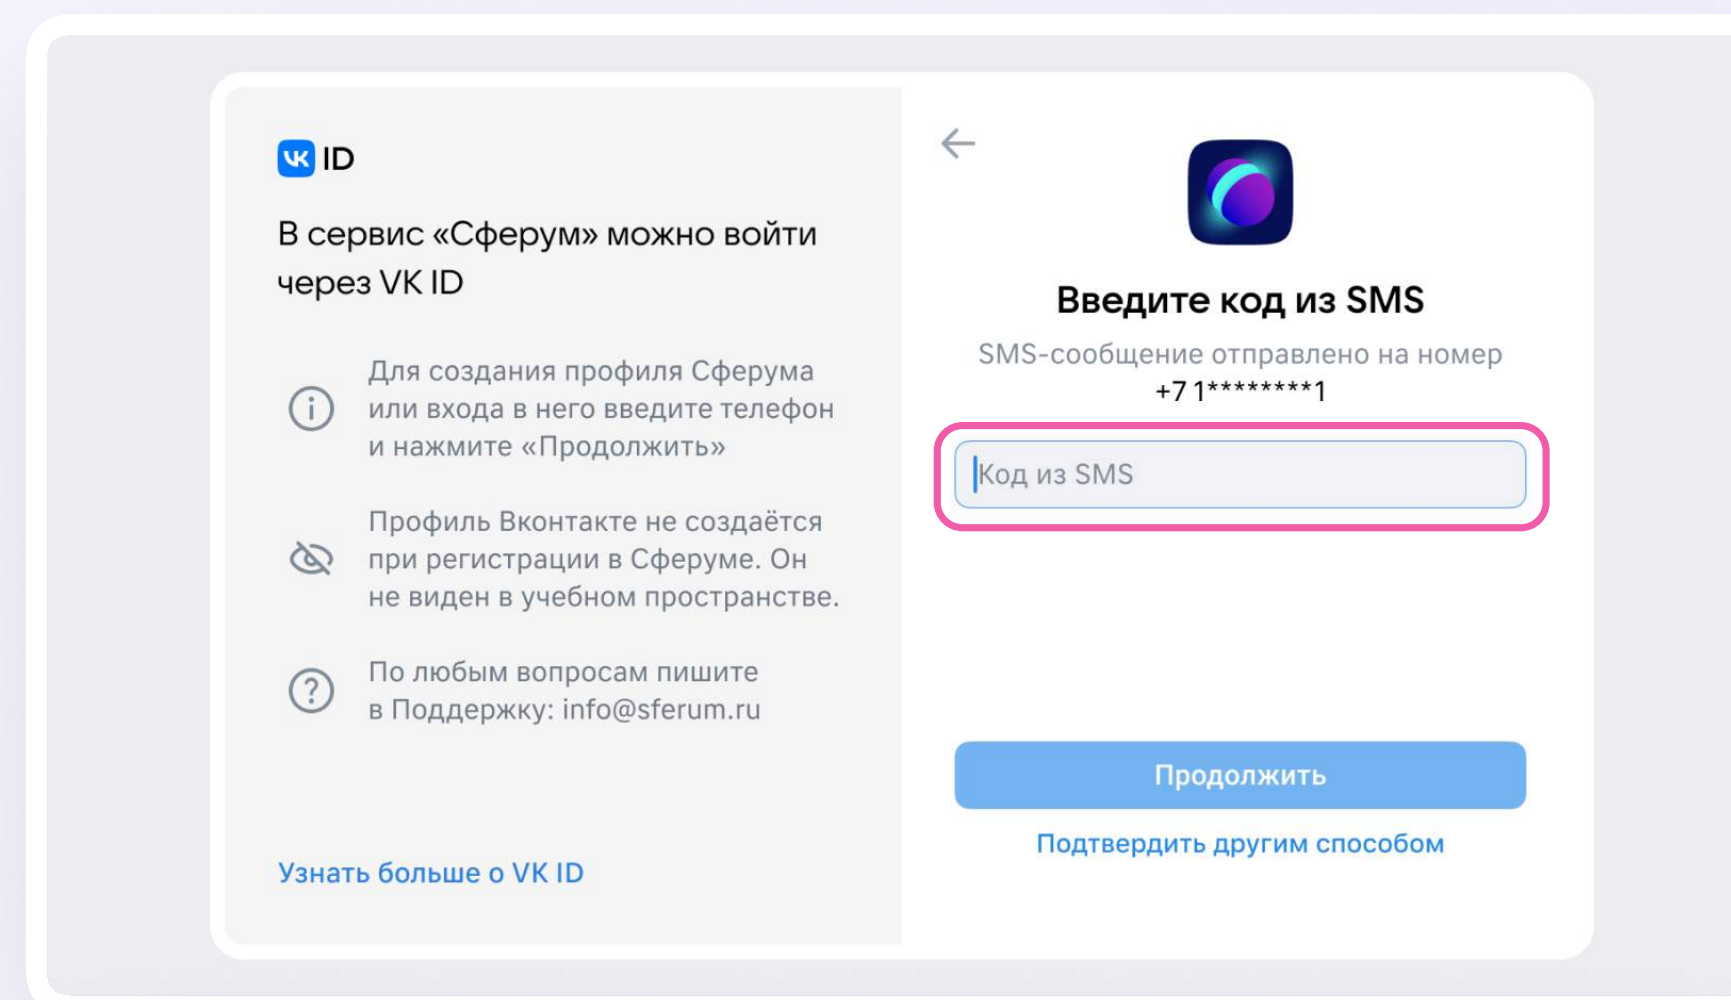 VK ID
В сервис «Сферум» можно войти
через VK ID
Для создания профиля Сферума
или входа в него введите телефон
и нажмите «Продолжить»
Профиль Вконтакте не создаётся
при регистрации в Сферуме. Он
не виден в учебном пространстве.
По любым вопросам пишите
в Поддержку: info@sferum.ru
Узнать больше о VK ID
Введите код из SMS
SMS-сообщение отправлено на номер
+7 1********1
Код из SMS
Продолжить
Подтвердить другим способом